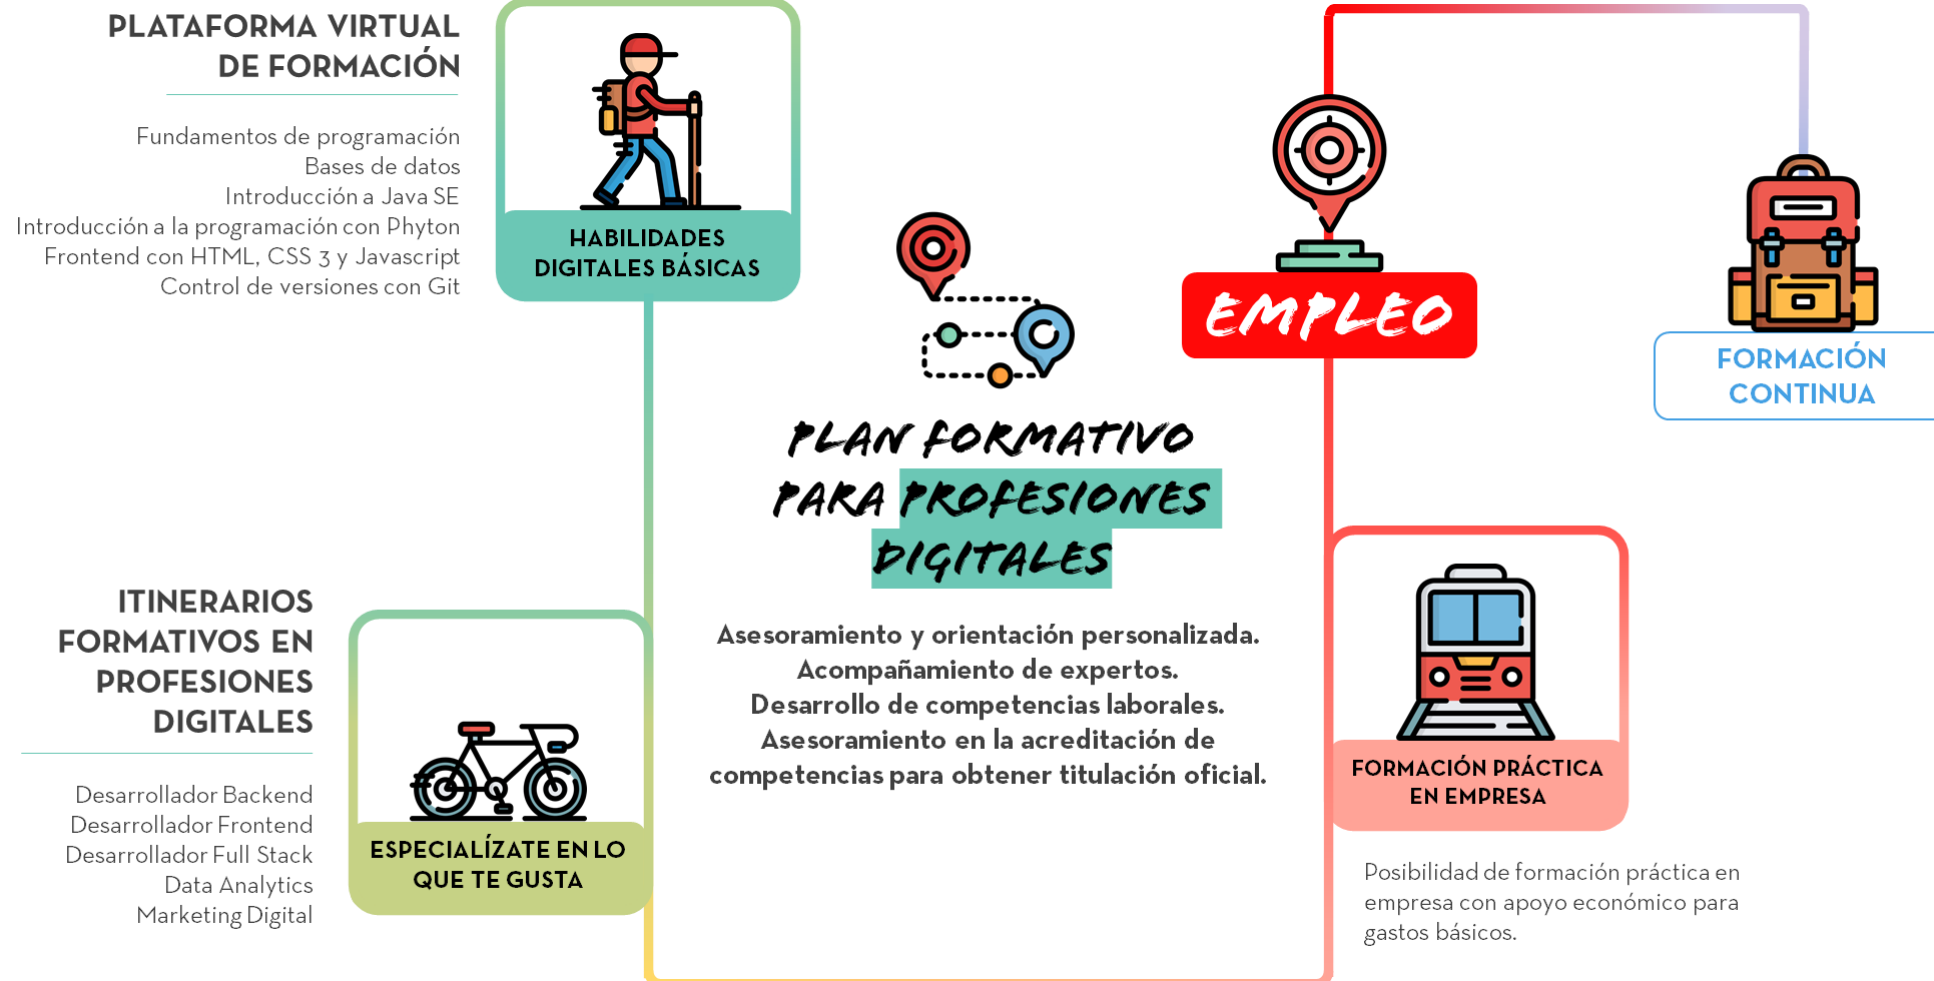 PLATAFORMA VIRTUAL
DE FORMACIÓN
Fundamentos de programación
Bases de datos
Introducción a Java SE
Introducción a la programación con Phyton
Frontend con HTML, CSS 3 y Javascript
Control de versiones con Git
HABILIDADES
DIGITALES BÁSICAS
ITINERARIOS
FORMATIVOS EN
PROFESIONES
DIGITALES
Desarrollador Backend
Desarrollador Frontend
Desarrollador Full Stack
Data Analytics
Marketing Digital
ESPECIALÍZATE EN LO
QUE TE GUSTA
PLAN FORMATIVO
PARA PROFESIONES
DIGITALES
Asesoramiento y orientación personalizada.
Acompañamiento de expertos.
Desarrollo de competencias laborales.
Asesoramiento en la acreditación de
competencias para obtener titulación oficial.
EMPLEO
FORMACIÓN
CONTINUA
FORMACIÓN PRÁCTICA
EN EMPRESA
Posibilidad de formación práctica en
empresa con apoyo económico para
gastos básicos.